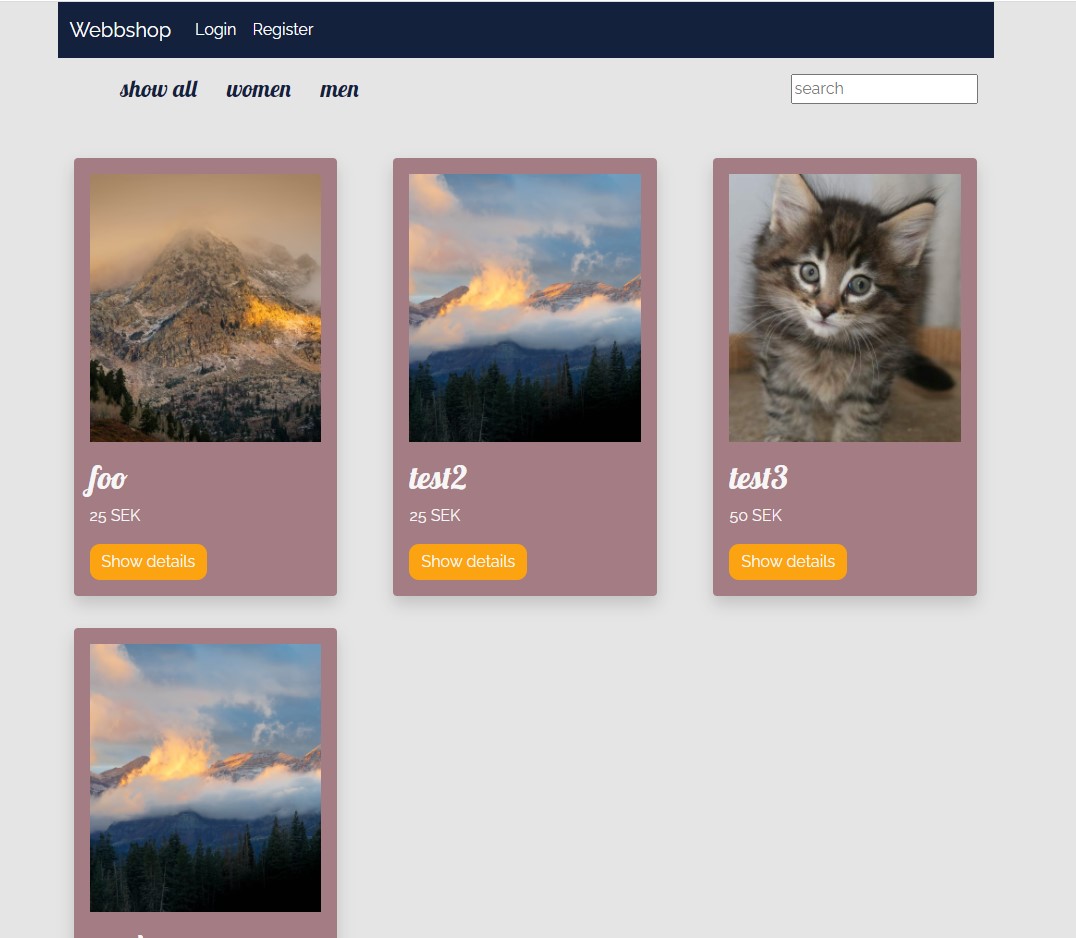 Webbshop Login Register
show all women men search
foo test2 test3
25 SEK 25 SEK 50 SEK
Show details Show details Show details